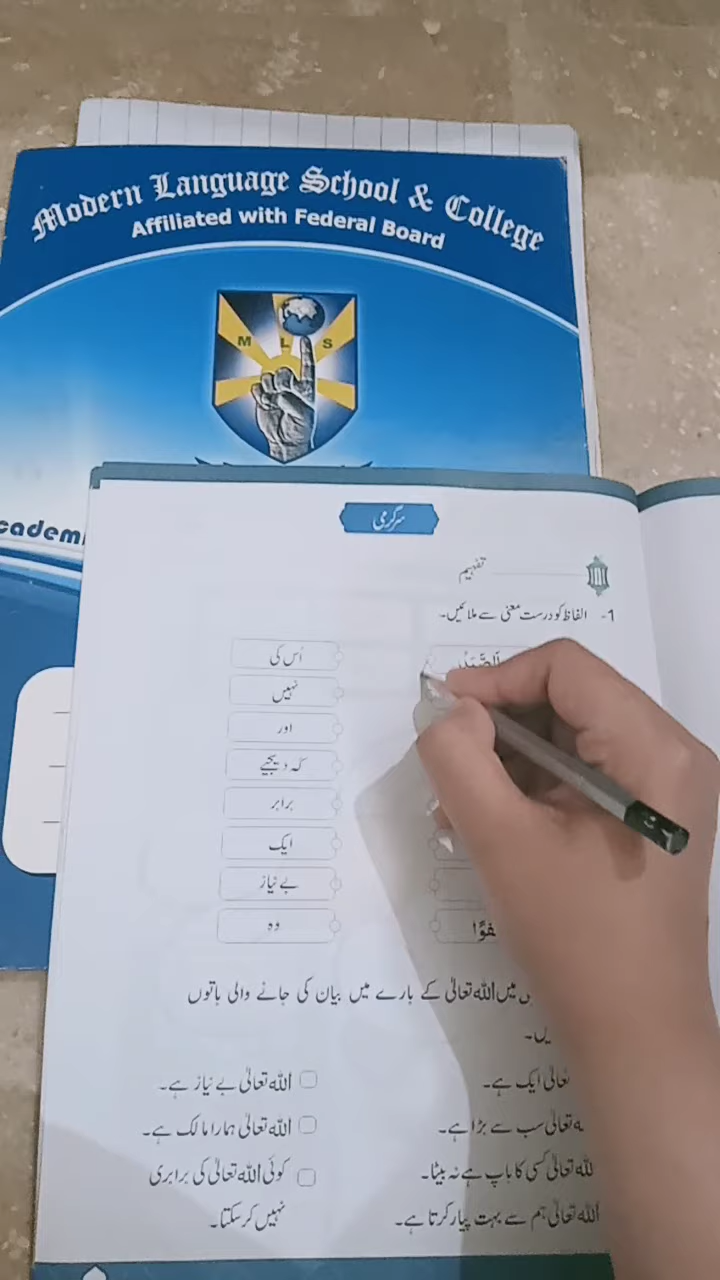 Modern Language School & College
Affiliated with Federal Board
M L S
cadem
سرگرمی
تفہیم
1- الفاظ کو درست معنی سے ملائیں۔
اَلصَّمَدُ
اُس کی
نہیں
اور
کہہ دیجیے
برابر
ایک
بے نیاز
وہ
میں اللہ تعالیٰ کے بارے میں بیان کی جانے والی باتوں
یں۔
تعالیٰ ایک ہے۔
اللہ تعالیٰ بے نیاز ہے۔
تعالیٰ سب سے بڑا ہے۔
اللہ تعالیٰ ہمارا مالک ہے۔
للہ تعالیٰ کسی کا باپ ہے نہ بیٹا۔
کوئی اللہ تعالیٰ کی برابری
نہیں کر سکتا۔
اللہ تعالیٰ ہم سے بہت پیار کرتا ہے۔